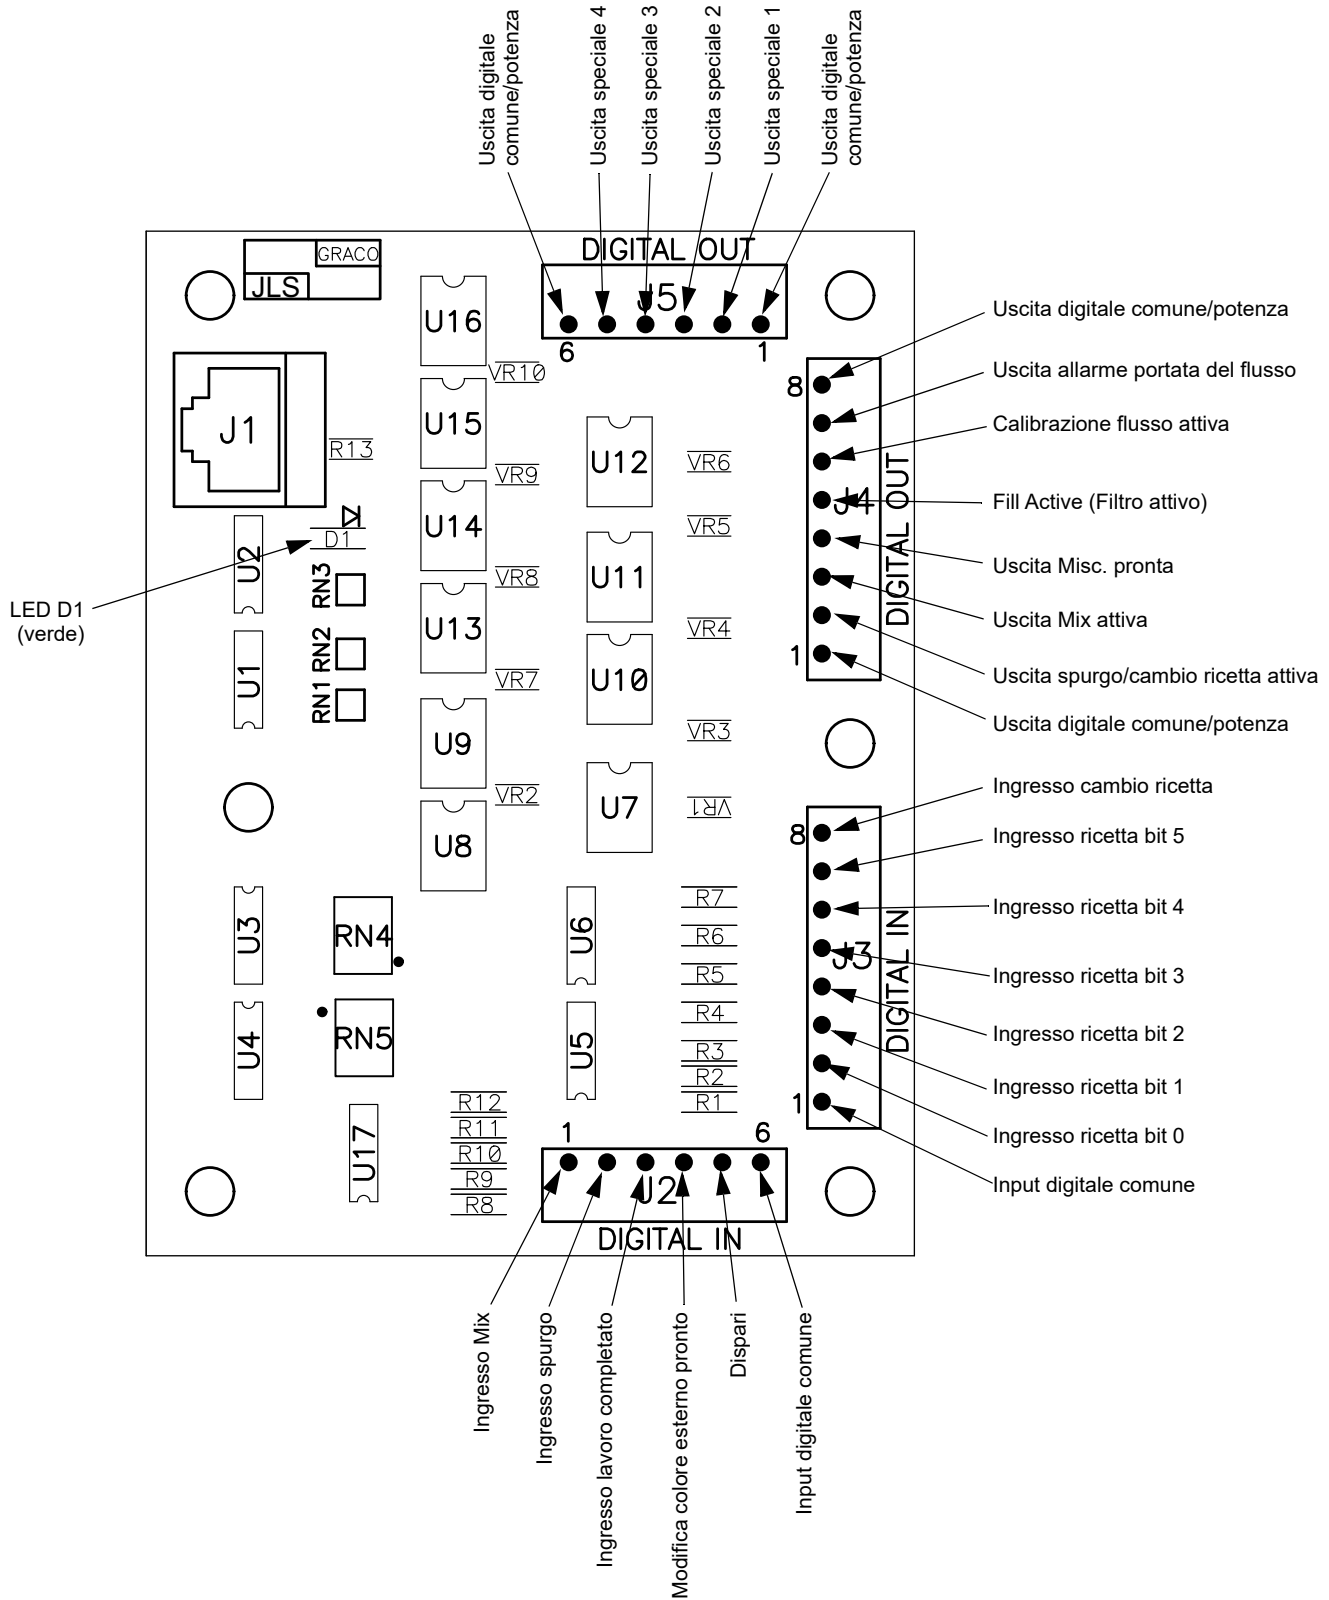 Uscita digitale
comune/potenza
Uscita speciale 4
Uscita speciale 3
Uscita speciale 2
Uscita speciale 1
Uscita digitale
comune/potenza
DIGITAL OUT
J5
6
1
GRACO
JLS
J1
R13
D1
LED D1
(verde)
U2
U1
RN3
RN2
RN1
U16
VR10
U15
VR9
U14
VR8
U13
VR7
U9
VR2
U8
U12
VR6
VR5
U11
VR4
U10
VR3
U7
VR1
8
J4
DIGITAL OUT
1
Uscita digitale comune/potenza
Uscita allarme portata del flusso
Calibrazione flusso attiva
Fill Active (Filtro attivo)
Uscita Misc. pronta
Uscita Mix attiva
Uscita spurgo/cambio ricetta attiva
Uscita digitale comune/potenza
8
J3
DIGITAL IN
1
Ingresso cambio ricetta
Ingresso ricetta bit 5
Ingresso ricetta bit 4
Ingresso ricetta bit 3
Ingresso ricetta bit 2
Ingresso ricetta bit 1
Ingresso ricetta bit 0
Input digitale comune
U3
U4
RN4
RN5
U17
U6
U5
R7
R6
R5
R4
R3
R2
R1
R12
R11
R10
R9
R8
1
6
J2
DIGITAL IN
Ingresso Mix
Ingresso spurgo
Ingresso lavoro completato
Modifica colore esterno pronto
Dispari
Input digitale comune